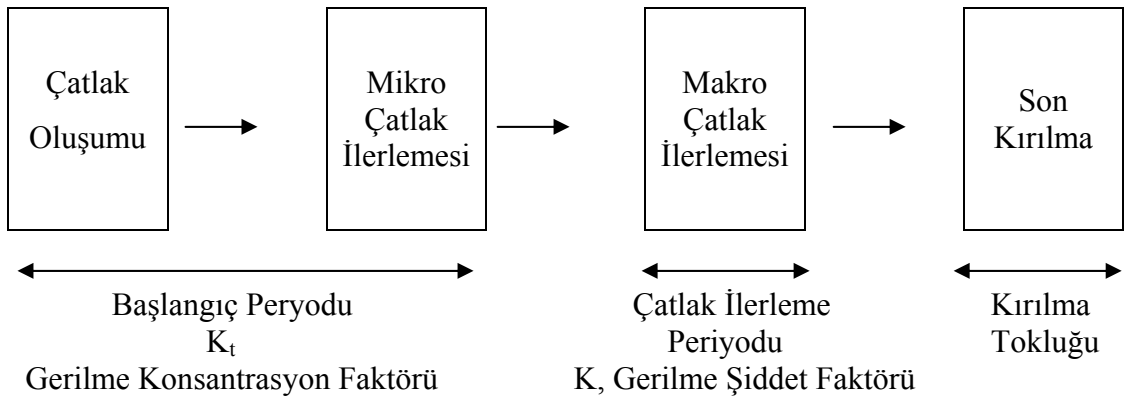 Çatlak
Oluşumu
Mikro
Çatlak
İlerlemesi
Makro
Çatlak
İlerlemesi
Son
Kırılma
Başlangıç Peryodu
Kt
Gerilme Konsantrasyon Faktörü
Çatlak İlerleme
Periyodu
K, Gerilme Şiddet Faktörü
Kırılma
Tokluğu